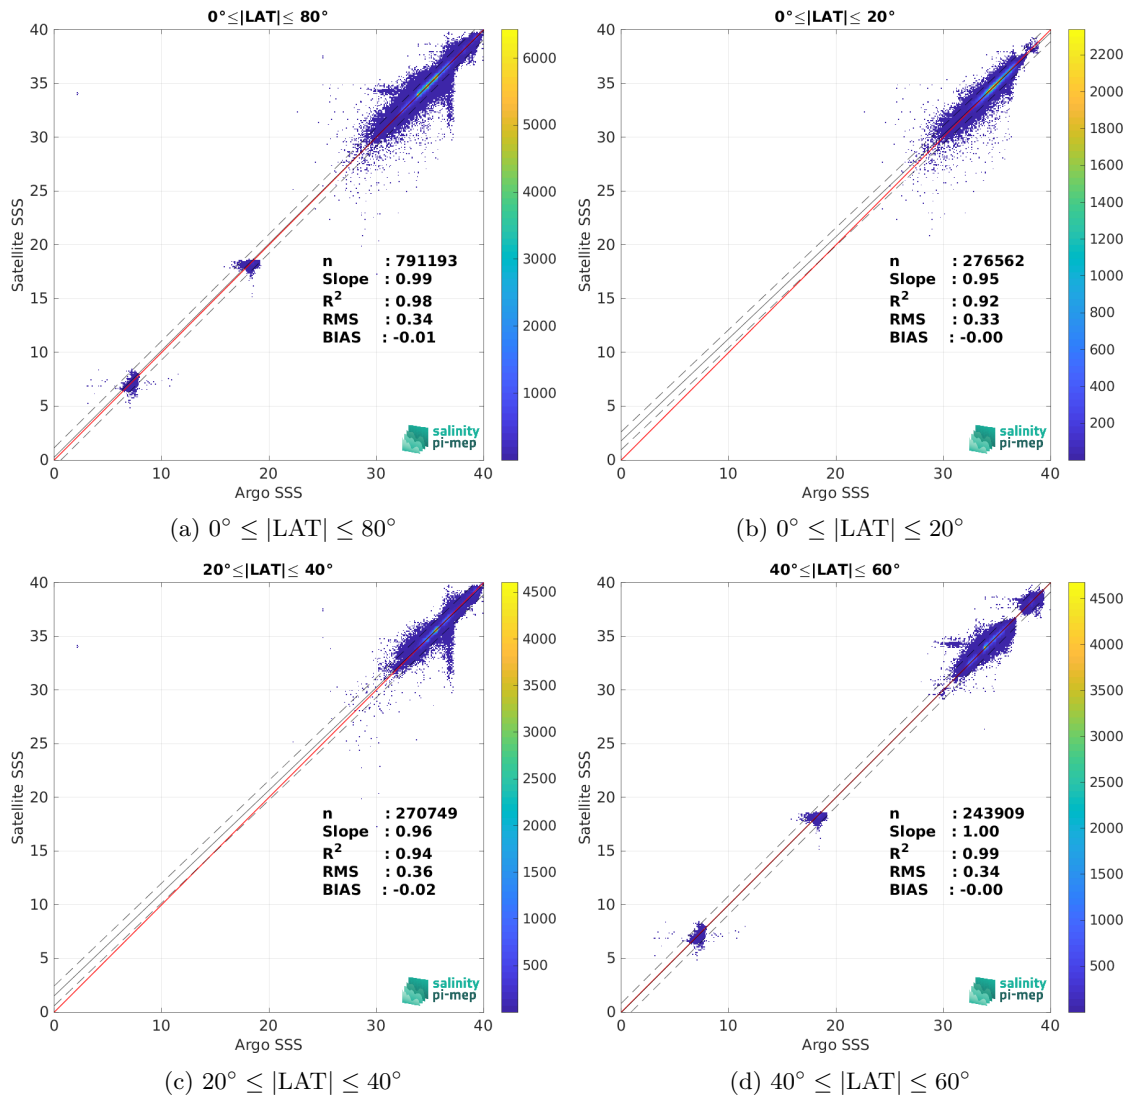 0°≤|LAT|≤ 80°
40
35
30
25
20
15
10
5
0
Satellite SSS
0
10
20
30
40
Argo SSS
6000
5000
4000
3000
2000
1000
n : 791193
Slope : 0.99
R² : 0.98
RMS : 0.34
BIAS : -0.01
salinity
pi-mep
(a) 0° ≤ |LAT| ≤ 80°
0°≤|LAT|≤ 20°
40
35
30
25
20
15
10
5
0
Satellite SSS
0
10
20
30
40
Argo SSS
2200
2000
1800
1600
1400
1200
1000
800
600
400
200
n : 276562
Slope : 0.95
R² : 0.92
RMS : 0.33
BIAS : -0.00
salinity
pi-mep
(b) 0° ≤ |LAT| ≤ 20°
20°≤|LAT|≤ 40°
40
35
30
25
20
15
10
5
0
Satellite SSS
0
10
20
30
40
Argo SSS
4500
4000
3500
3000
2500
2000
1500
1000
500
n : 270749
Slope : 0.96
R² : 0.94
RMS : 0.36
BIAS : -0.02
salinity
pi-mep
(c) 20° ≤ |LAT| ≤ 40°
40°≤|LAT|≤ 60°
40
35
30
25
20
15
10
5
0
Satellite SSS
0
10
20
30
40
Argo SSS
4500
4000
3500
3000
2500
2000
1500
1000
500
n : 243909
Slope : 1.00
R² : 0.99
RMS : 0.34
BIAS : -0.00
salinity
pi-mep
(d) 40° ≤ |LAT| ≤ 60°